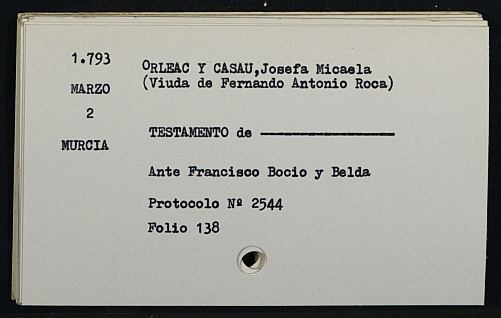 1.793
MARZO
2
MURCIA
ORLEAC Y CASAU,Josefa Micaela
(Viuda de Fernando Antonio Roca)
TESTAMENTO de ————————
Ante Francisco Bocio y Belda
Protocolo Nº 2544
Folio 138